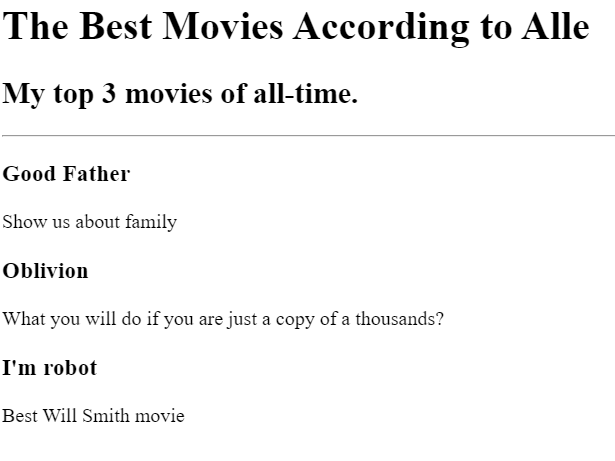 The Best Movies According to Alle
My top 3 movies of all-time.
Good Father
Show us about family
Oblivion
What you will do if you are just a copy of a thousands?
I'm robot
Best Will Smith movie